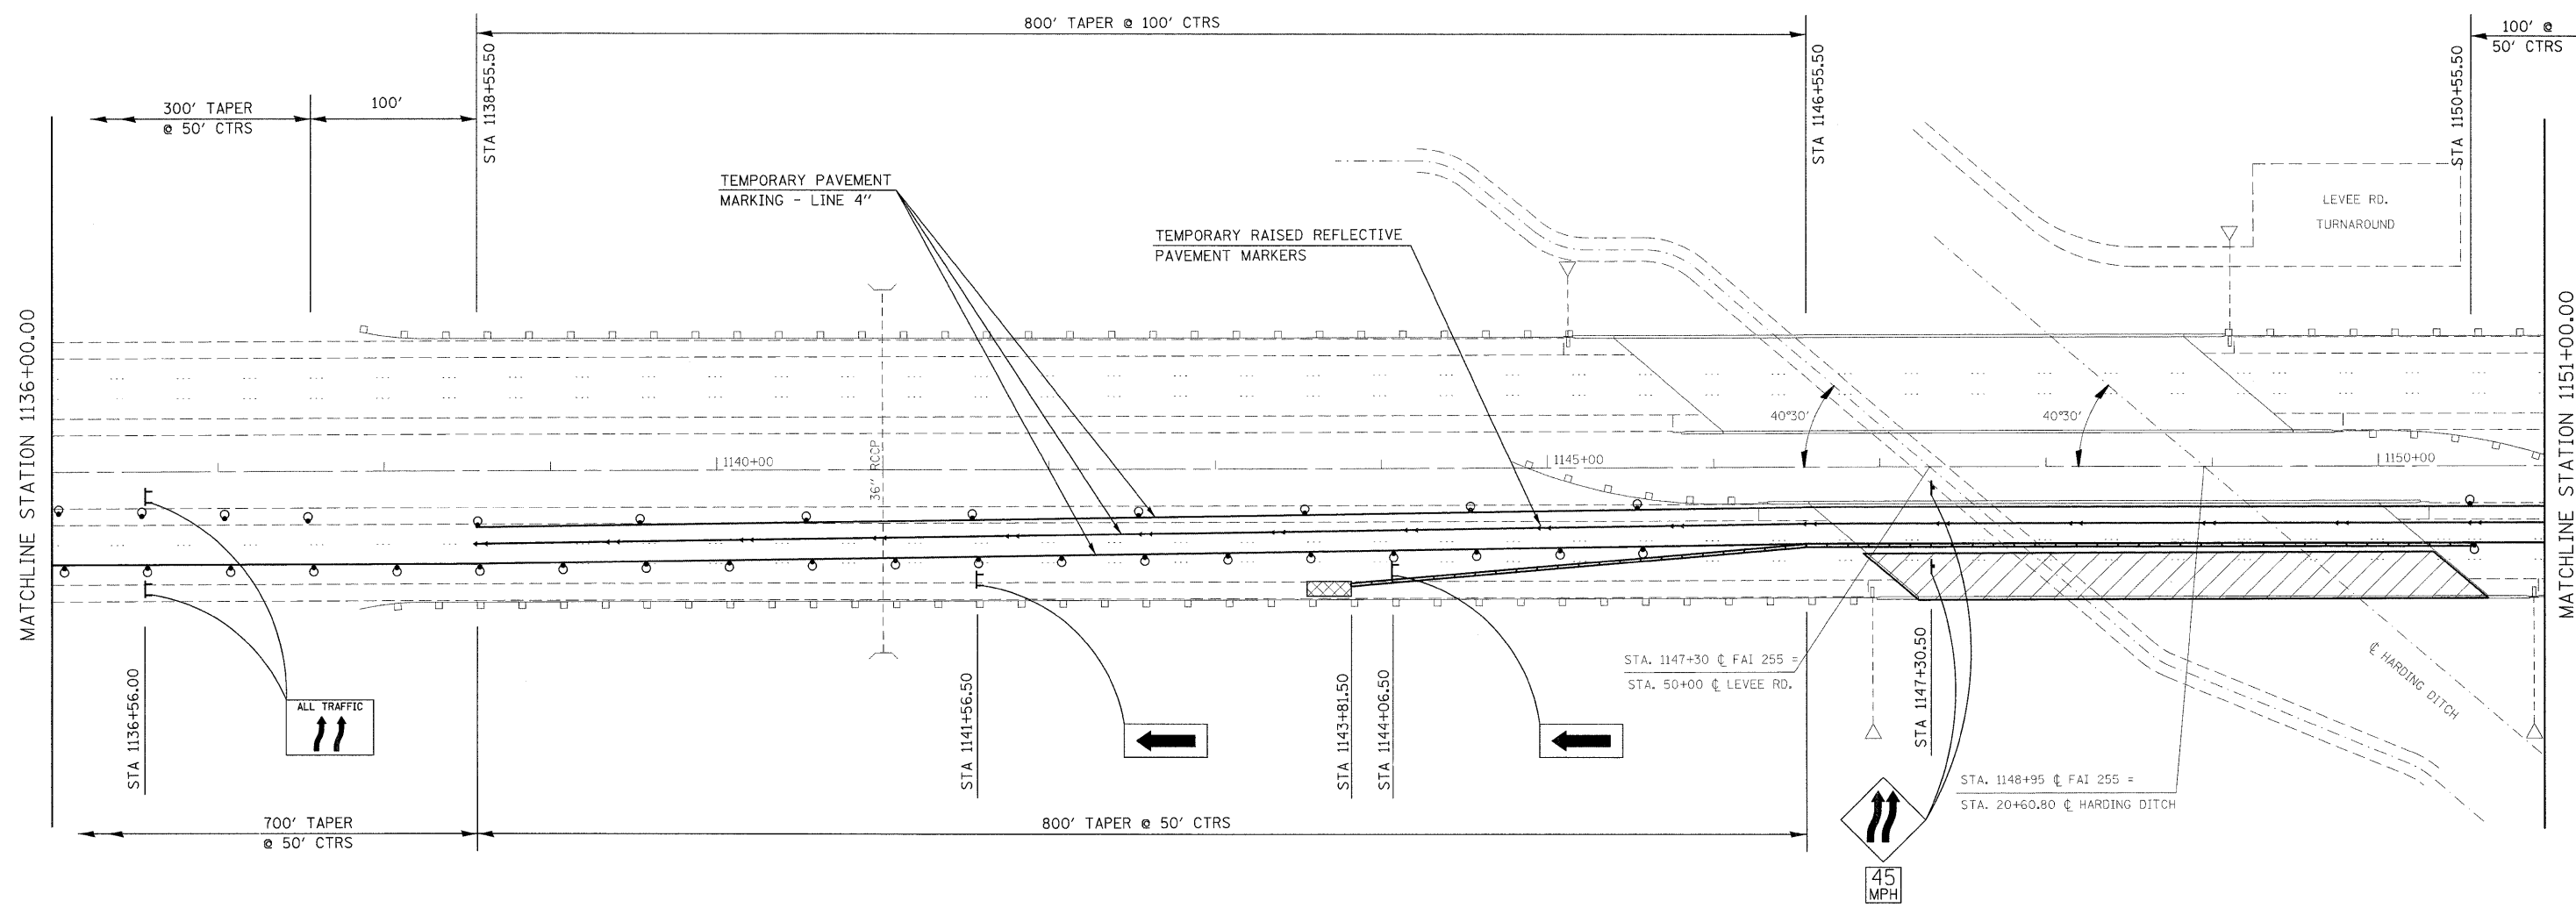 800' TAPER @ 100' CTRS
100' @
50' CTRS
STA 1138+55.50
STA 1146+55.50
STA 1150+55.50
300' TAPER
@ 50' CTRS
100'
TEMPORARY PAVEMENT
MARKING - LINE 4"
TEMPORARY RAISED REFLECTIVE
PAVEMENT MARKERS
LEVEE RD.
TURNAROUND
MATCHLINE STATION 1136+00.00
MATCHLINE STATION 1151+00.00
40°30'
40°30'
36" RCCP
1140+00
1145+00
1150+00
STA. 1147+30 ℄ FAI 255 =
STA. 50+00 ℄ LEVEE RD.
℄ HARDING DITCH
STA 1136+56.00
ALL TRAFFIC
STA 1141+56.50
STA 1143+81.50
STA 1144+06.50
STA 1147+30.50
STA. 1148+95 ℄ FAI 255 =
STA. 20+60.80 ℄ HARDING DITCH
700' TAPER
@ 50' CTRS
800' TAPER @ 50' CTRS
45
MPH